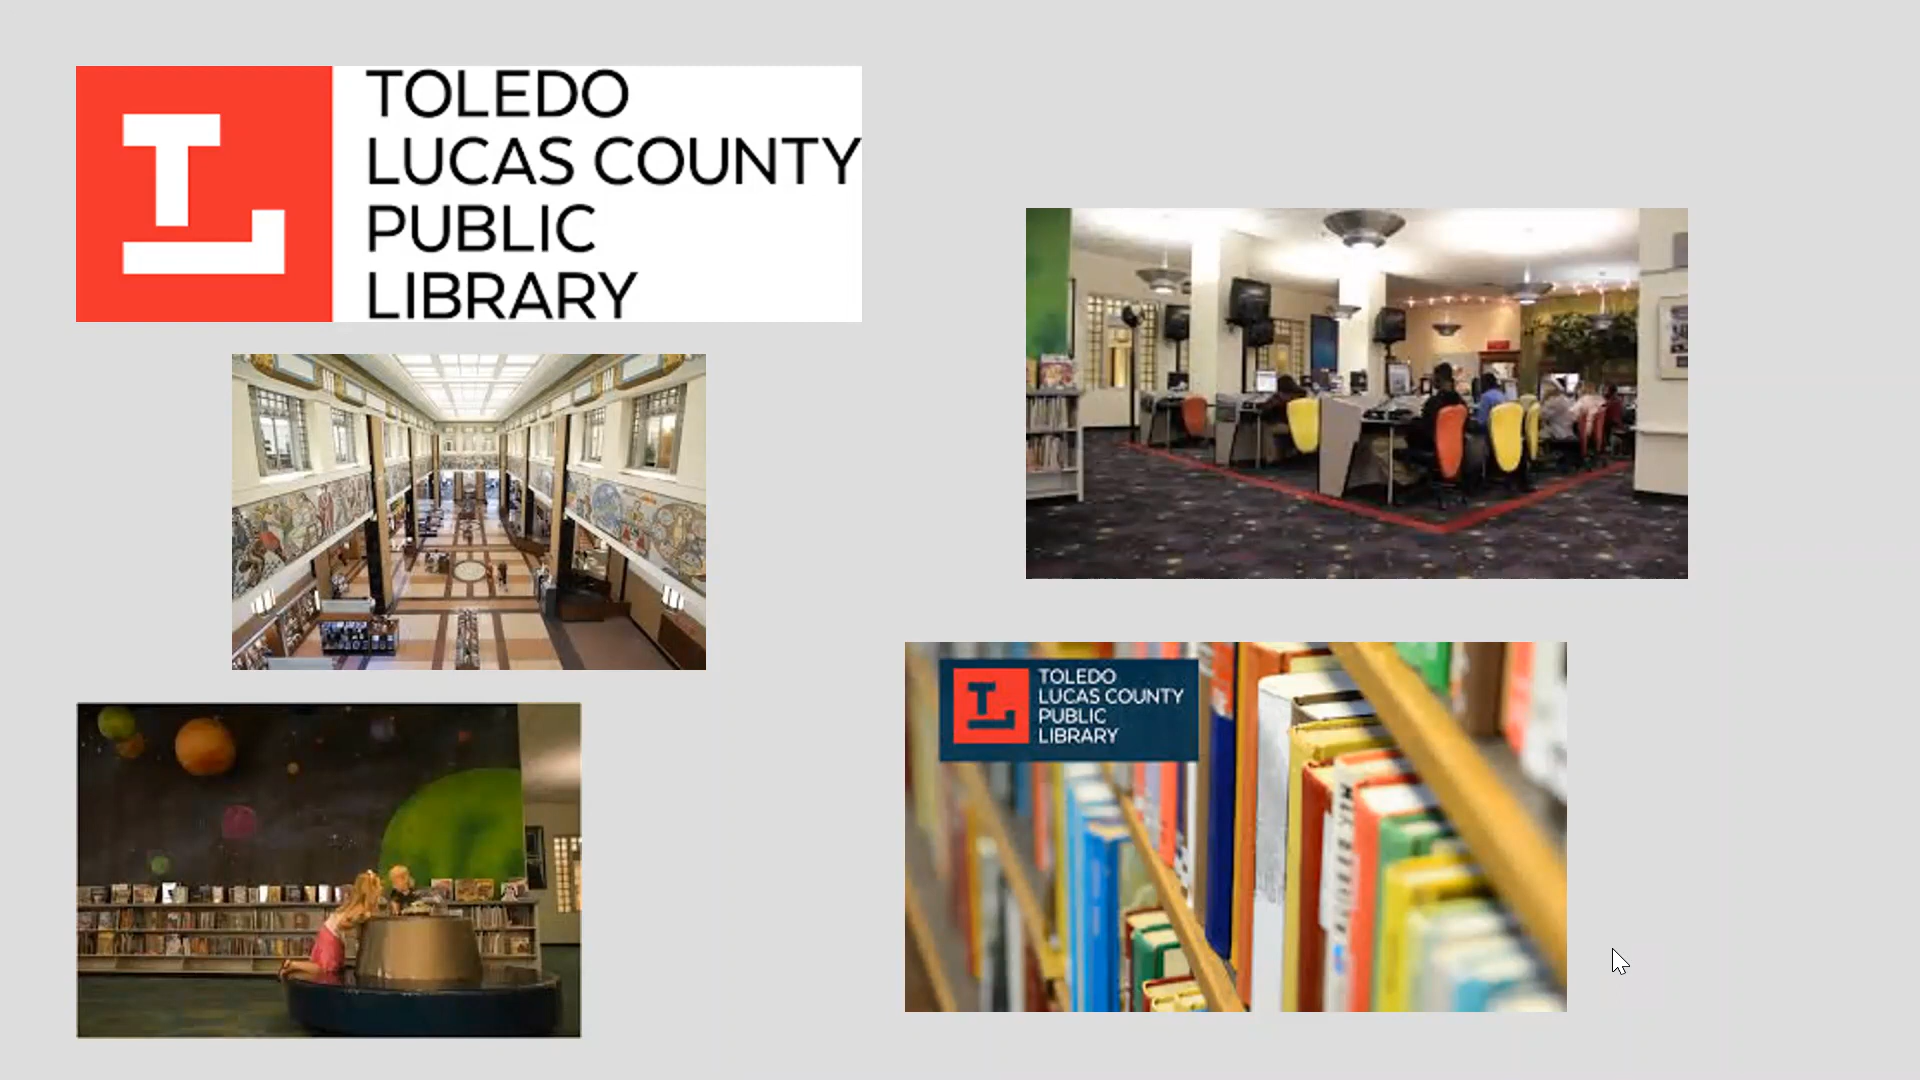 TOLEDO
LUCAS COUNTY
PUBLIC
LIBRARY
TOLEDO
LUCAS COUNTY
PUBLIC
LIBRARY